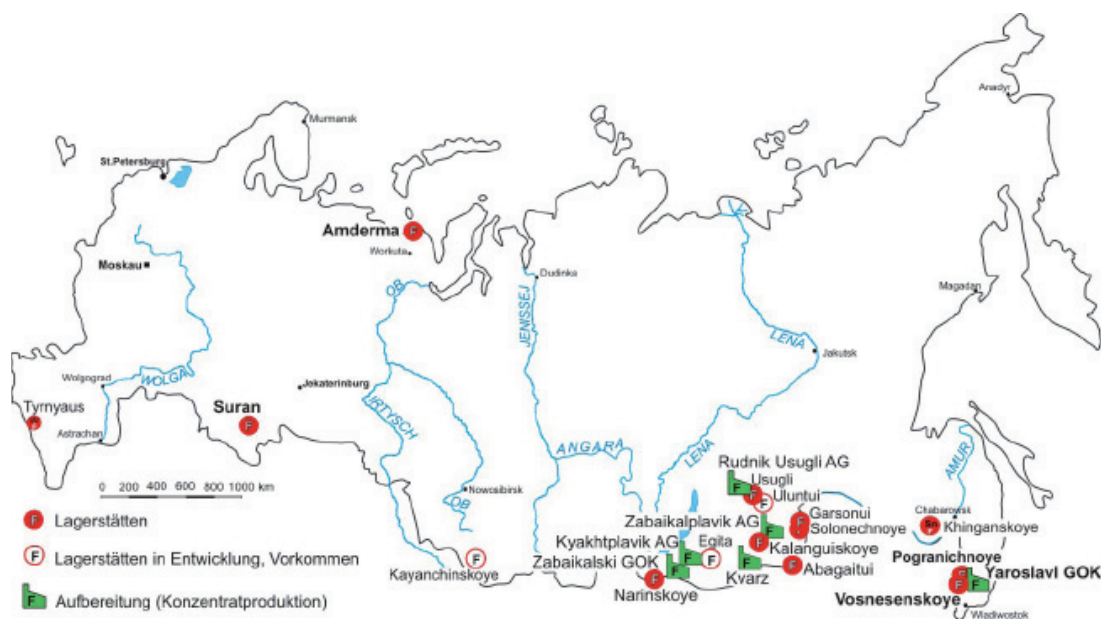 Anadyr
Murmansk
St.Petersburg
Amderma
F
Workuta
Moskau
Dudinka
OB
JENISSEJ
Magadan
LENA
Jakutsk
Wolgograd
WOLGA
Jekaterinburg
Tyrnyaus
W
Suran
F
IRTYSCH
Astrachan
ANGARA
LENA
AMUR
Rudnik Usugli AG
F
Usugli
F
Uluntui
F
0 200 400 600 800 1000 km
Nowosibirsk
OB
Garsonui
F
Solonechnoye
F
Chabarowsk
Sn
Khinganskoye
F Lagerstätten
Zabaikalplavik AG
F
Kyakhtplavik AG
F
Egita
F
Kalanguiskoye
F
F Lagerstätten in Entwicklung, Vorkommen
Kayanchinskoye
F
Zabaikalski GOK
F
Kvarz
F
Abagaitui
F
Pogranichnoye
F
Yaroslavl GOK
F
F Aufbereitung (Konzentratproduktion)
Narinskoye
F
Vosnesenskoye
F
Wladiwostok